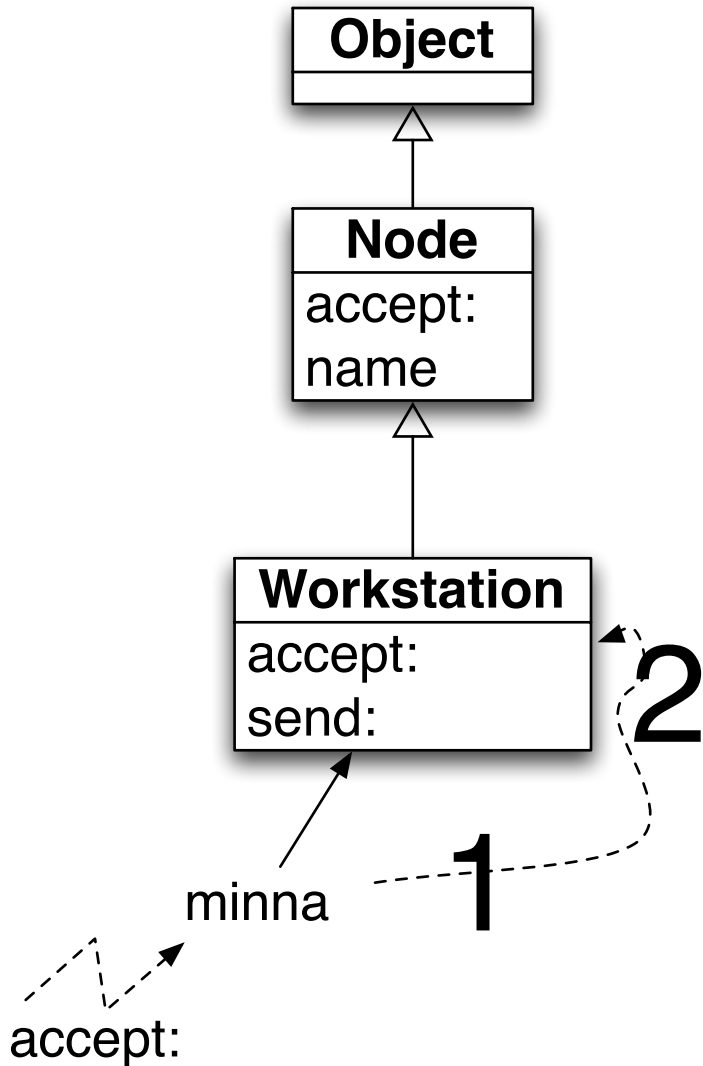 Object
Node
accept:
name
Workstation
accept:
send:
2
1
minna
accept: